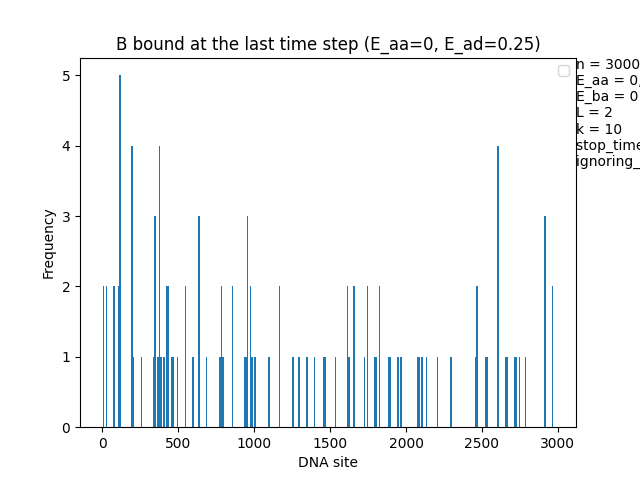 B bound at the last time step (E_aa=0, E_ad=0.25)
n = 3000
E_aa = 0,
E_ba = 0
L = 2
k = 10
stop_time
ignoring_
Frequency
5
4
3
2
1
0
0 500 1000 1500 2000 2500 3000
DNA site